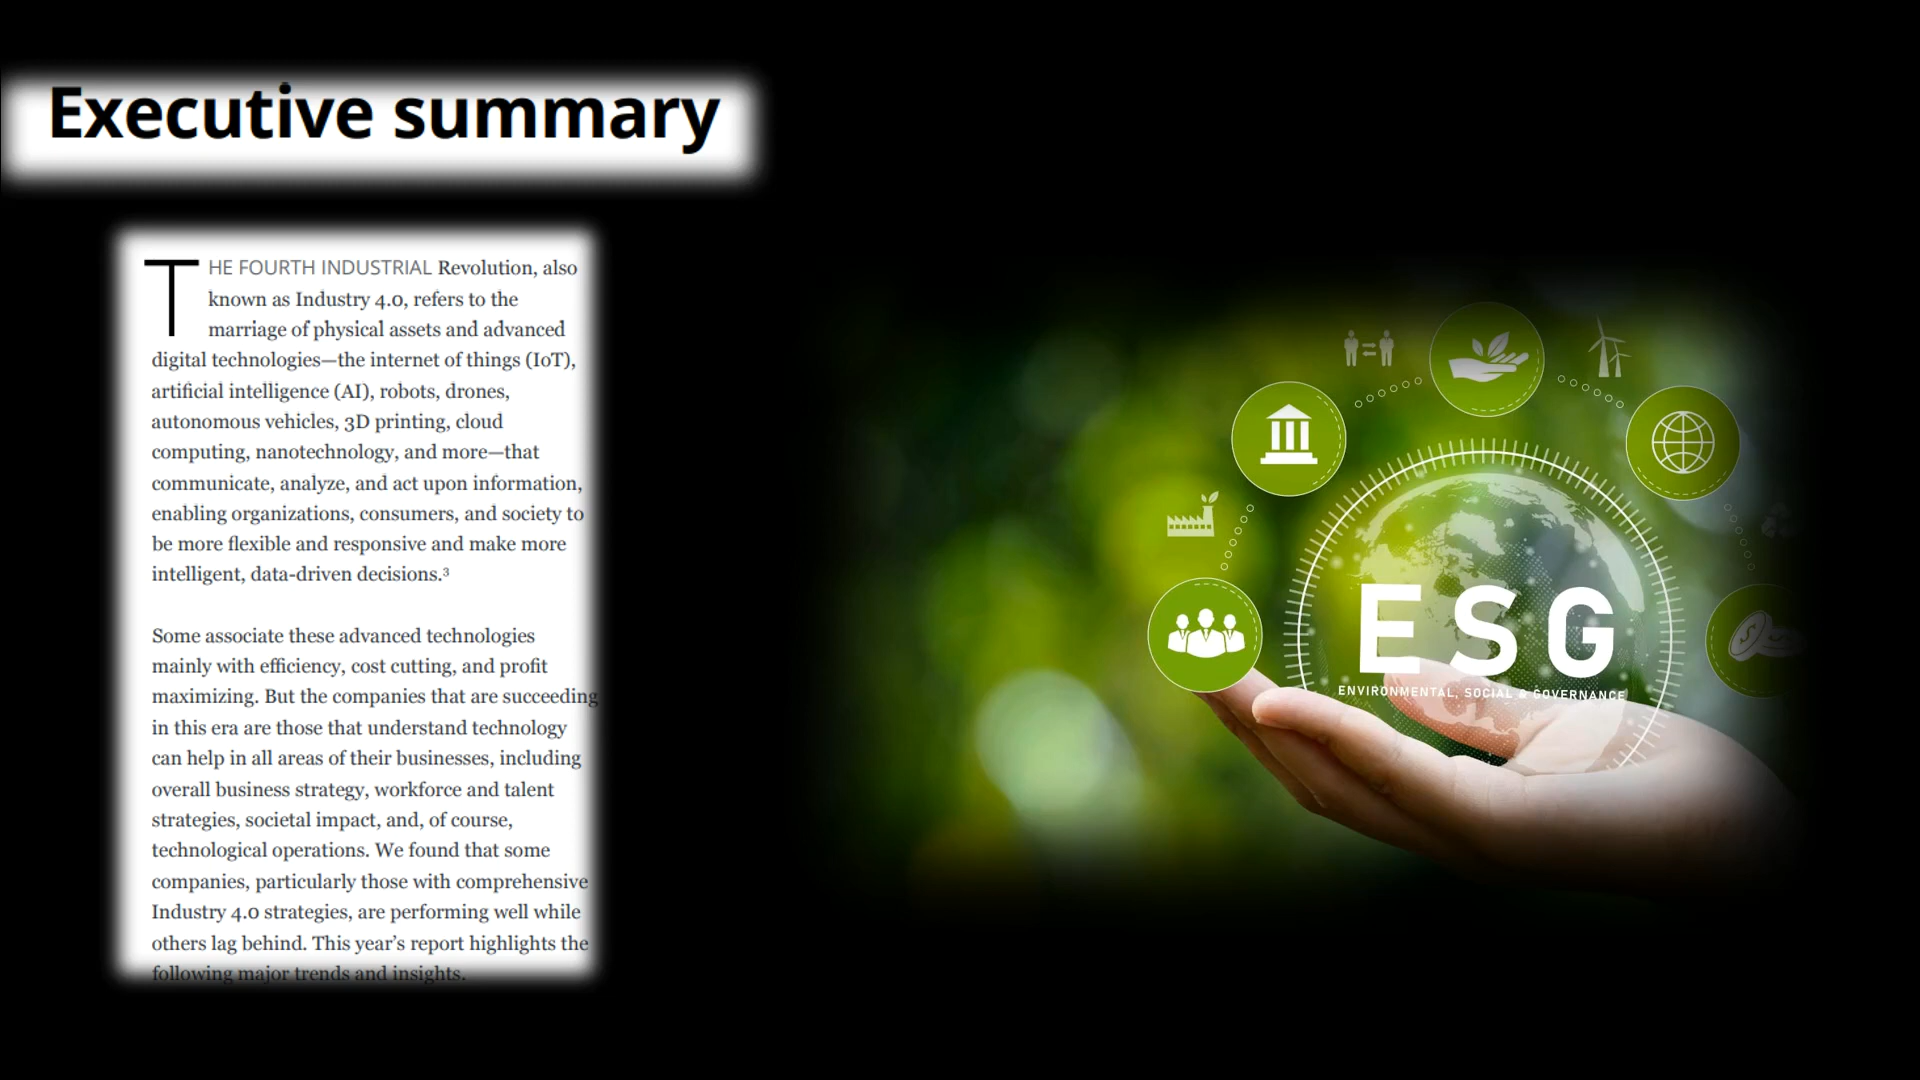 Executive summary
THE FOURTH INDUSTRIAL Revolution, also
known as Industry 4.0, refers to the
marriage of physical assets and advanced
digital technologies—the internet of things (IoT),
artificial intelligence (AI), robots, drones,
autonomous vehicles, 3D printing, cloud
computing, nanotechnology, and more—that
communicate, analyze, and act upon information,
enabling organizations, consumers, and society to
be more flexible and responsive and make more
intelligent, data-driven decisions.³
Some associate these advanced technologies
mainly with efficiency, cost cutting, and profit
maximizing. But the companies that are succeeding
in this era are those that understand technology
can help in all areas of their businesses, including
overall business strategy, workforce and talent
strategies, societal impact, and, of course,
technological operations. We found that some
companies, particularly those with comprehensive
Industry 4.0 strategies, are performing well while
others lag behind. This year’s report highlights the
following major trends and insights.
ESG
ENVIRONMENTAL, SOCIAL & GOVERNANCE